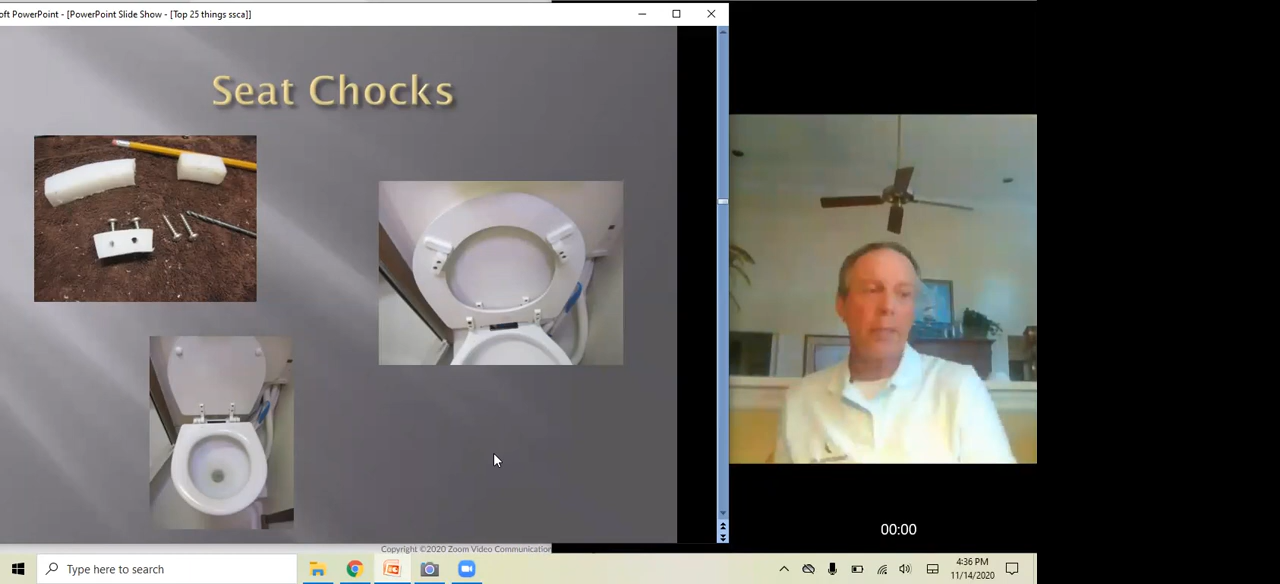 oft PowerPoint - [PowerPoint Slide Show - [Top 25 things ssca]]
Seat Chocks
00:00
Copyright ©2020 Zoom Video Communication
Type here to search
4:36 PM
11/14/2020